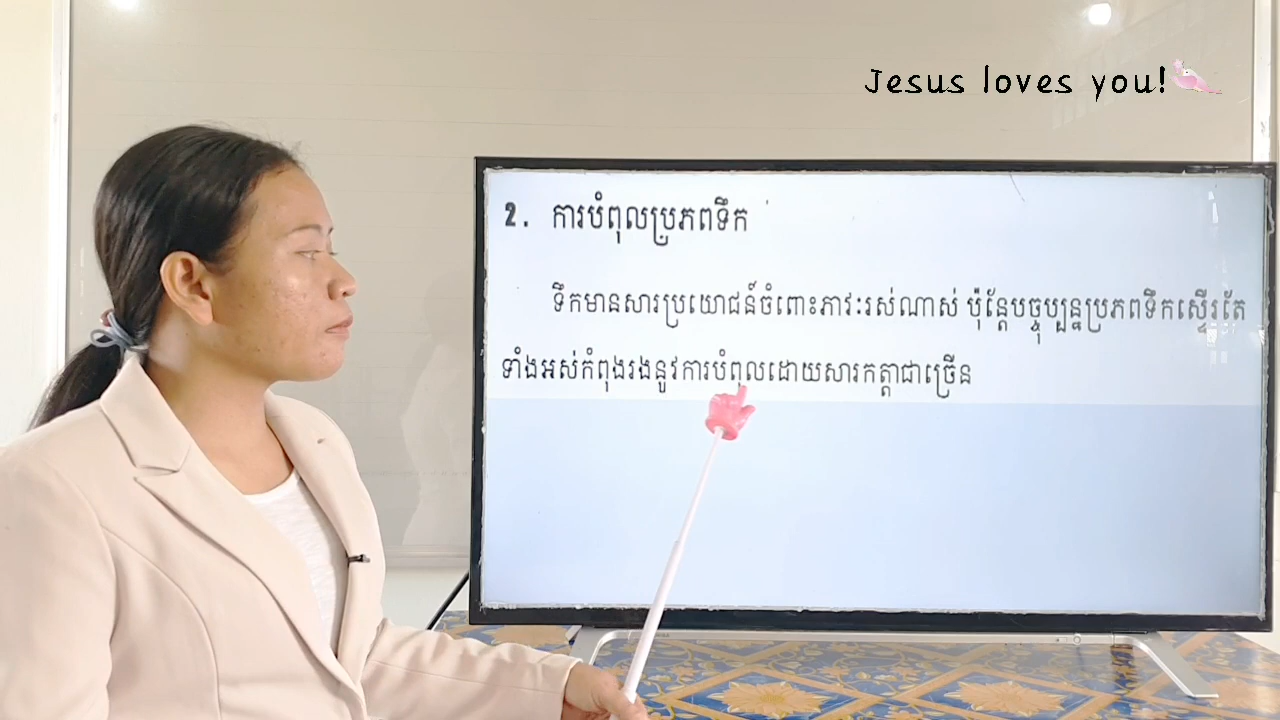 Jesus loves you!
2. ការបំពុលប្រភពទឹក
ទឹកមានសារប្រយោជន៍ចំពោះភាវៈរស់ណាស់ ប៉ុន្តែបច្ចុប្បន្នប្រភពទឹកស្ទើរតែ
ទាំងអស់កំពុងរងនូវការបំពុលដោយសារកត្តាជាច្រើន